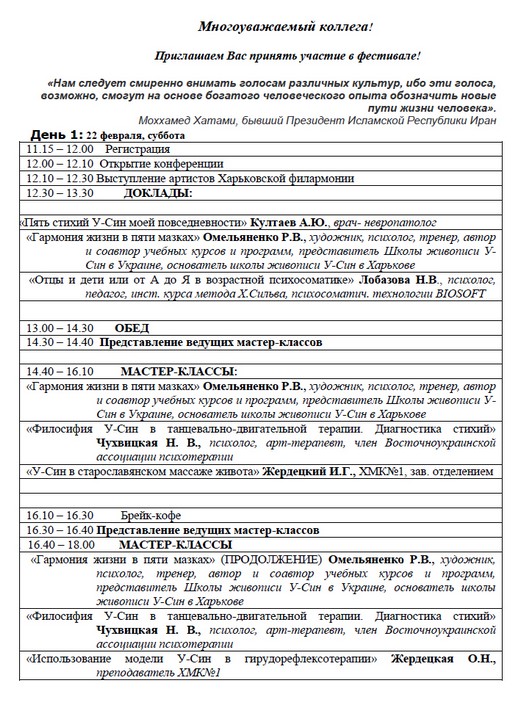 Многоуважаемый коллега!
Приглашаем Вас принять участие в фестивале!
«Нам следует смиренно внимать голосам различных культур, ибо эти голоса,
возможно, смогут на основе богатого человеческого опыта обозначить новые
пути жизни человека».
Моххамед Хатами, бывший Президент Исламской Республики Иран
День 1: 22 февраля, суббота
11.15 – 12.00 Регистрация
12.00 – 12.10 Открытие конференции
12.10 – 12.30 Выступление артистов Харьковской филармонии
12.30 – 13.30 ДОКЛАДЫ:
«Пять стихий У-Син моей повседневности» Култаев А.Ю., врач- невропатолог
«Гармония жизни в пяти мазках» Омельяненко Р.В., художник, психолог, тренер, автор
и соавтор учебных курсов и программ, представитель Школы живописи У-
Син в Украине, основатель школы живописи У-Син в Харькове
«Отцы и дети или от А до Я в возрастной психосоматике» Лобазова Н.В., психолог,
педагог, инст. курса метода Х.Сильва, психосоматич. технологии BIOSOFT
13.00 – 14.30 ОБЕД
14.30 – 14.40 Представление ведущих мастер-классов
14.40 – 16.10 МАСТЕР-КЛАССЫ:
«Гармония жизни в пяти мазках» Омельяненко Р.В., художник, психолог, тренер, автор
и соавтор учебных курсов и программ, представитель Школы живописи У-
Син в Украине, основатель школы живописи У-Син в Харькове
«Философия У-Син в танцевально-двигательной терапии. Диагностика стихий»
Чухвицкая Н. В., психолог, арт-терапевт, член Восточноукраинской
ассоциации психотерапии
«У-Син в старославянском массаже живота» Жердецкий И.Г., ХМК№1, зав. отделением
16.10 – 16.30 Брейк-кофе
16.30 – 16.40 Представление ведущих мастер-классов
16.40 – 18.00 МАСТЕР-КЛАССЫ
«Гармония жизни в пяти мазках» (ПРОДОЛЖЕНИЕ) Омельяненко Р.В., художник,
психолог, тренер, автор и соавтор учебных курсов и программ,
представитель Школы живописи У-Син в Украине, основатель школы
живописи У-Син в Харькове
«Философия У-Син в танцевально-двигательной терапии. Диагностика стихий»
Чухвицкая Н. В., психолог, арт-терапевт, член Восточноукраинской
ассоциации психотерапии
«Использование модели У-Син в гирудорефлексотерапии» Жердецкая О.Н.,
преподаватель ХМК№1